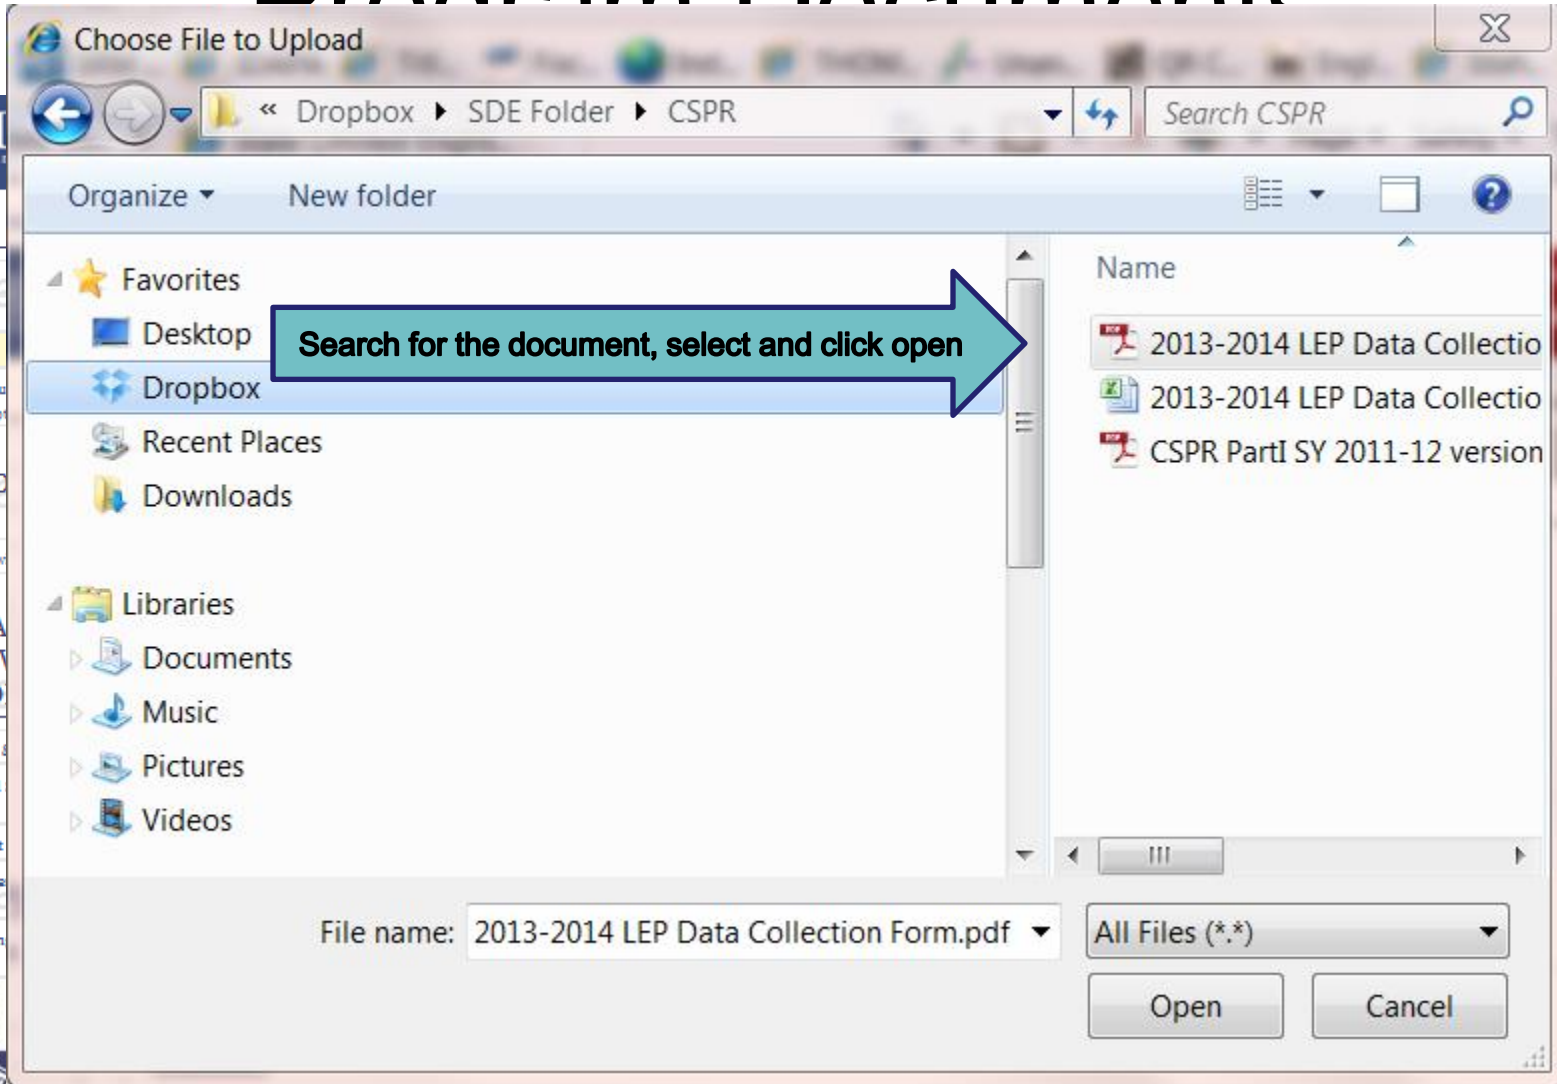 Choose File to Upload
« Dropbox SDE Folder CSPR
Search CSPR
Organize New folder
Favorites
Desktop
Dropbox
Recent Places
Downloads
Libraries
Documents
Music
Pictures
Videos
Search for the document, select and click open
Name
2013-2014 LEP Data Collectio
2013-2014 LEP Data Collectio
CSPR PartI SY 2011-12 version
File name: 2013-2014 LEP Data Collection Form.pdf
All Files (*.*)
Open Cancel